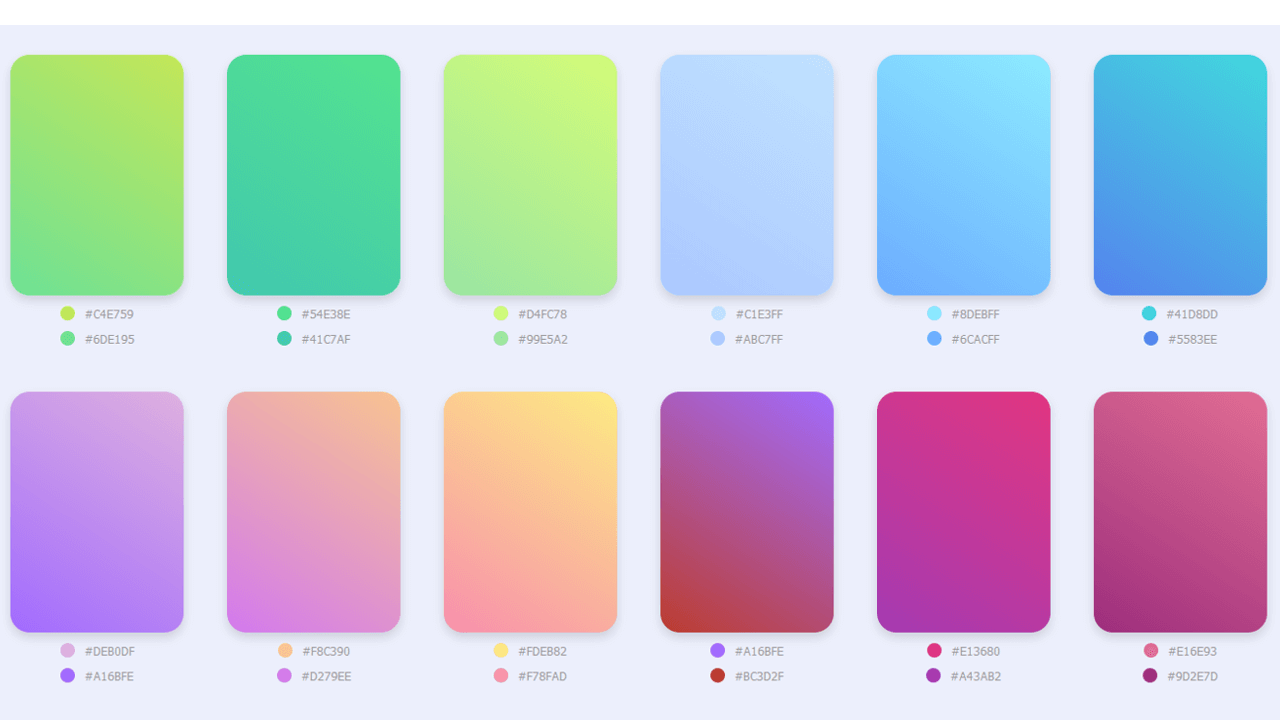 #C4E759
#6DE195
#54E38E
#41C7AF
#D4FC78
#99E5A2
#C1E3FF
#ABC7FF
#8DEBFF
#6CACFF
#41D8DD
#5583EE
#DEB0DF
#A16BFE
#F8C390
#D279EE
#FDEB82
#F78FAD
#A16BFE
#BC3D2F
#E13680
#A43AB2
#E16E93
#9D2E7D